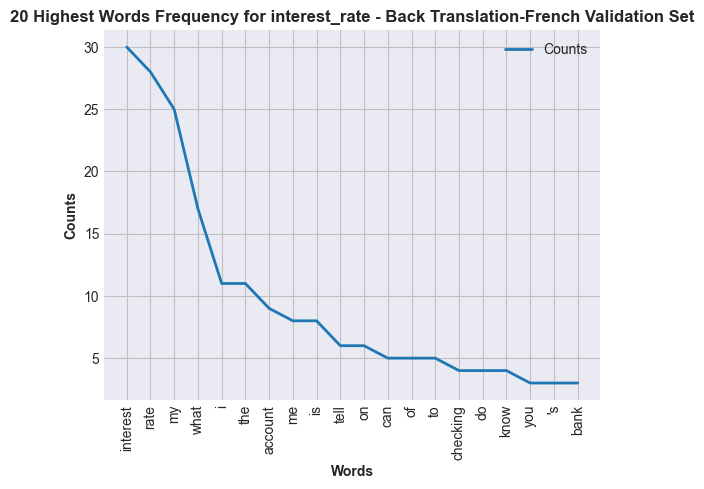 20 Highest Words Frequency for interest_rate - Back Translation-French Validation Set
Counts
30
25
20
15
10
5
Counts
interest
rate
my
what
i
the
account
me
is
tell
on
can
of
to
checking
do
know
you
's
bank
Words